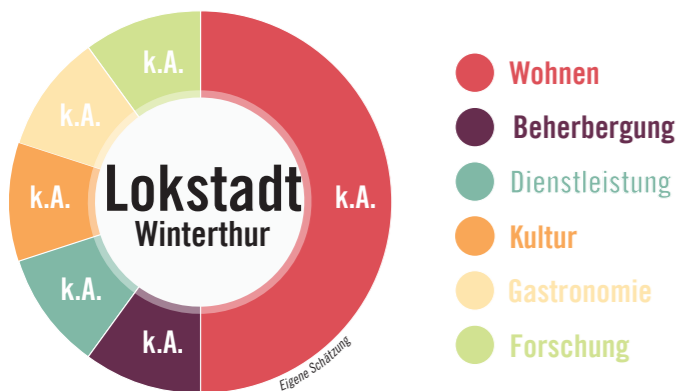 k.A.
k.A.
k.A.
k.A.
k.A.
k.A.
Lokstadt
Winterthur
Eigene Schätzung
Wohnen
Beherbergung
Dienstleistung
Kultur
Gastronomie
Forschung